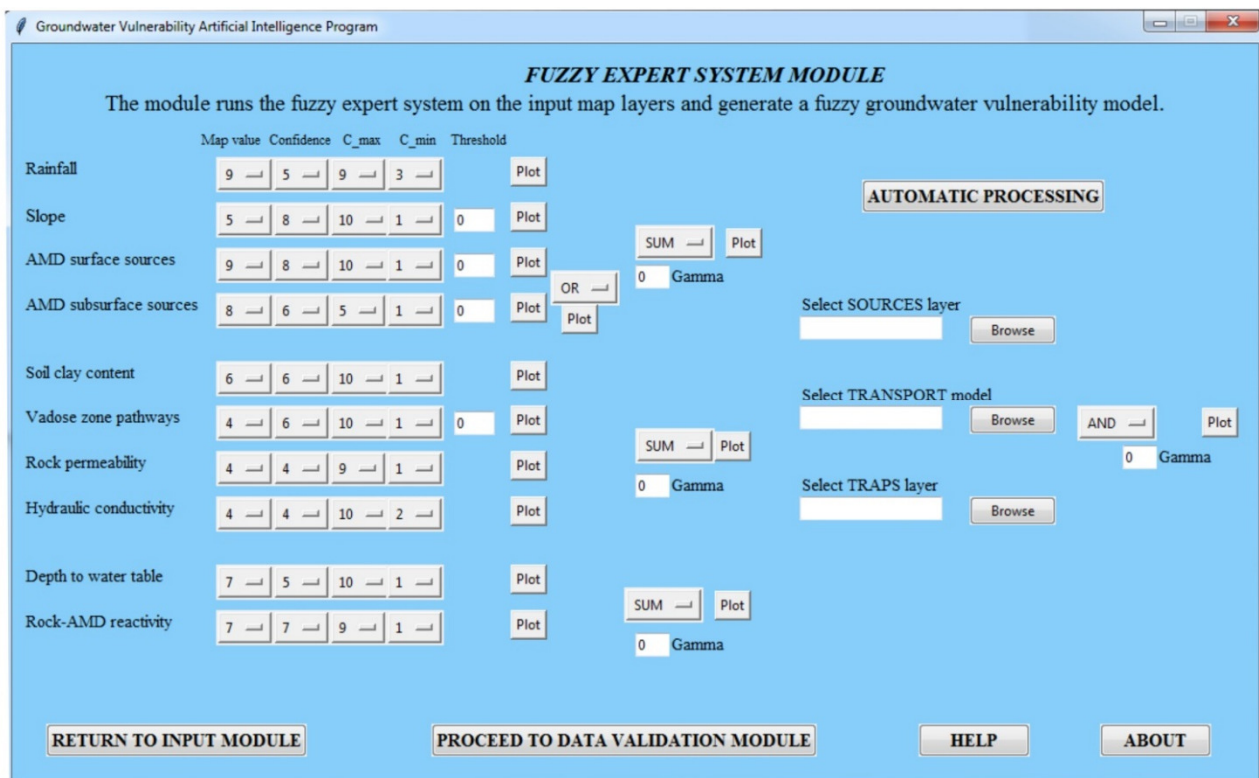 Groundwater Vulnerability Artificial Intelligence Program
FUZZY EXPERT SYSTEM MODULE
The module runs the fuzzy expert system on the input map layers and generate a fuzzy groundwater vulnerability model.
Map value Confidence C_max C_min Threshold
Rainfall 9 5 9 3 Plot
AUTOMATIC PROCESSING
Slope 5 8 10 1 0 Plot
SUM Plot
0 Gamma
AMD surface sources 9 8 10 1 0 Plot
OR
Plot
AMD subsurface sources 8 6 5 1 0 Plot
Select SOURCES layer
Browse
Soil clay content 6 6 10 1 Plot
Select TRANSPORT model
Browse
AND Plot
0 Gamma
Vadose zone pathways 4 6 10 1 0 Plot
SUM Plot
0 Gamma
Rock permeability 4 4 9 1 Plot
Select TRAPS layer
Browse
Hydraulic conductivity 4 4 10 2 Plot
Depth to water table 7 5 10 1 Plot
SUM Plot
0 Gamma
Rock-AMD reactivity 7 7 9 1 Plot
RETURN TO INPUT MODULE
PROCEED TO DATA VALIDATION MODULE
HELP
ABOUT